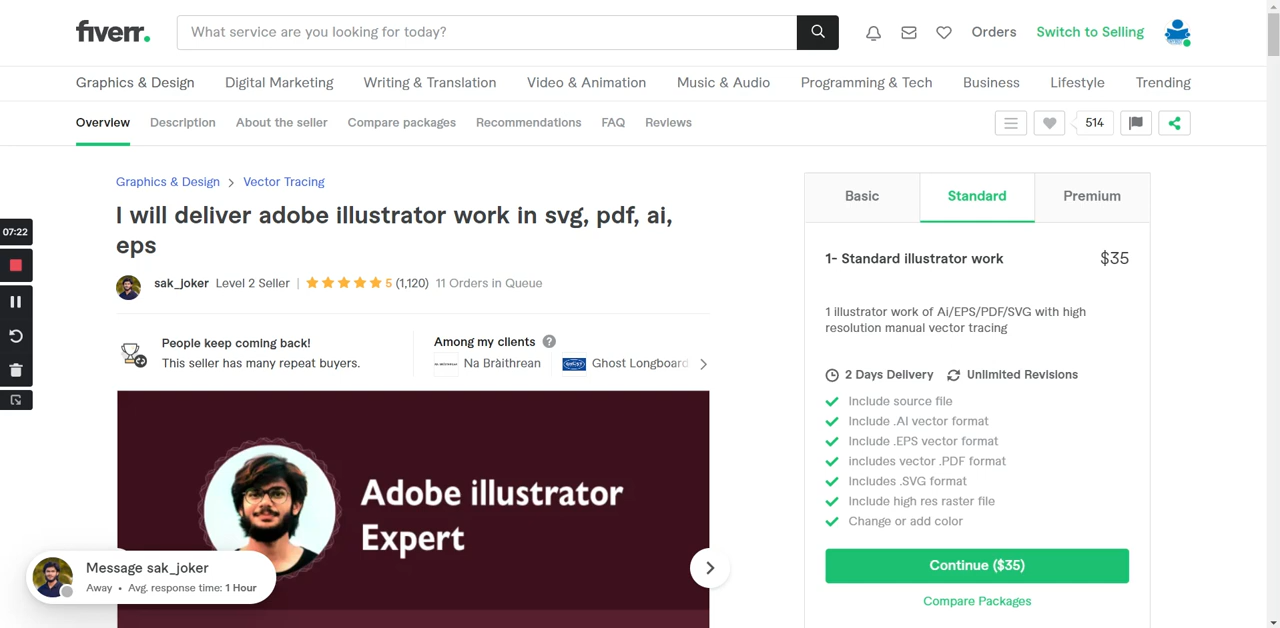 fiverr.
What service are you looking for today?
Orders
Switch to Selling
Graphics & Design
Digital Marketing
Writing & Translation
Video & Animation
Music & Audio
Programming & Tech
Business
Lifestyle
Trending
Overview
Description
About the seller
Compare packages
Recommendations
FAQ
Reviews
514
Graphics & Design > Vector Tracing
I will deliver adobe illustrator work in svg, pdf, ai,
eps
sak_joker Level 2 Seller | 5 (1,120) 11 Orders in Queue
People keep coming back!
This seller has many repeat buyers.
Among my clients ?
Na Bràithrean
GHOST
Ghost Longboard
Adobe illustrator
Expert
07:22
Message sak_joker
Away • Avg. response time: 1 Hour
Basic
Standard
Premium
1- Standard illustrator work
$35
1 illustrator work of Ai/EPS/PDF/SVG with high
resolution manual vector tracing
2 Days Delivery
Unlimited Revisions
Include source file
Include .AI vector format
Include .EPS vector format
includes vector .PDF format
Includes .SVG format
Include high res raster file
Change or add color
Continue ($35)
Compare Packages